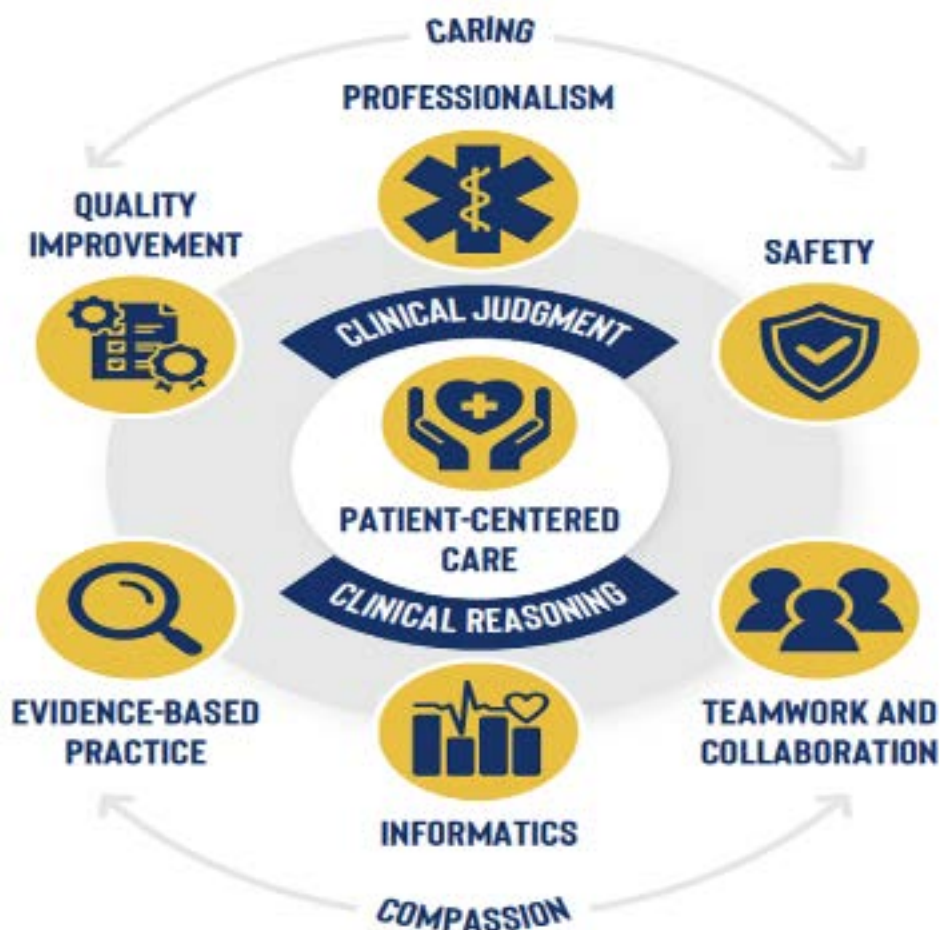 CARING
PROFESSIONALISM
QUALITY
IMPROVEMENT
SAFETY
CLINICAL JUDGMENT
PATIENT-CENTERED
CARE
CLINICAL REASONING
EVIDENCE-BASED
PRACTICE
TEAMWORK AND
COLLABORATION
INFORMATICS
COMPASSION